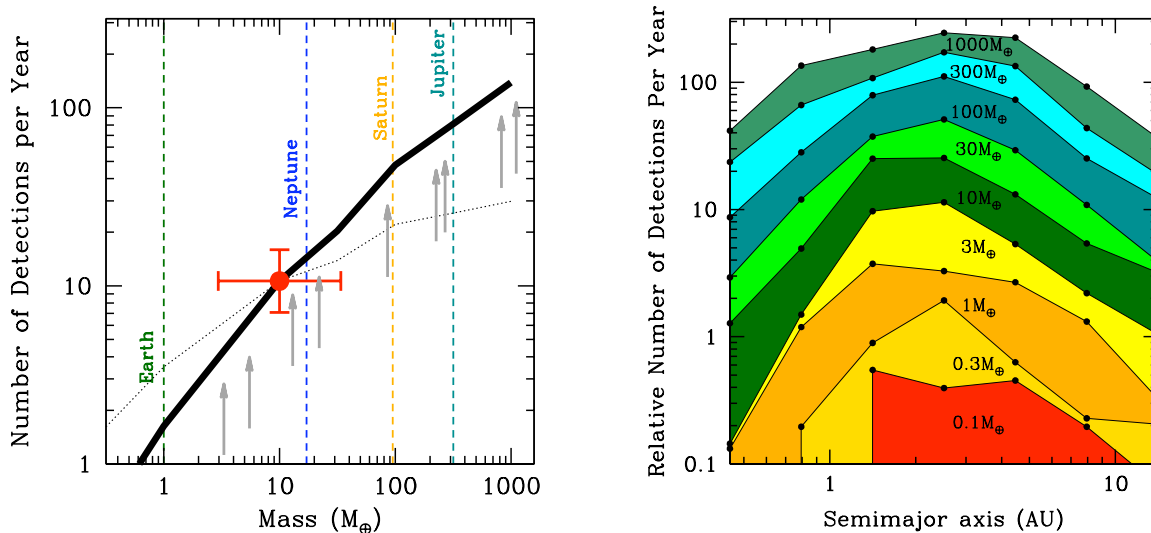 Number of Detections per Year
100
10
1
1
10
100
1000
Mass (M⊕)
Earth
Neptune
Saturn
Jupiter
Relative Number of Detections Per Year
100
10
1
0.1
1
10
Semimajor axis (AU)
1000M⊕
300M⊕
100M⊕
30M⊕
10M⊕
3M⊕
1M⊕
0.3M⊕
0.1M⊕